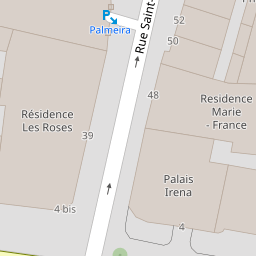 P
Palmeira
Rue Saint-
52
50
Résidence
Les Roses
39
48
Residence
Marie
- France
Palais
Irena
4 bis
4